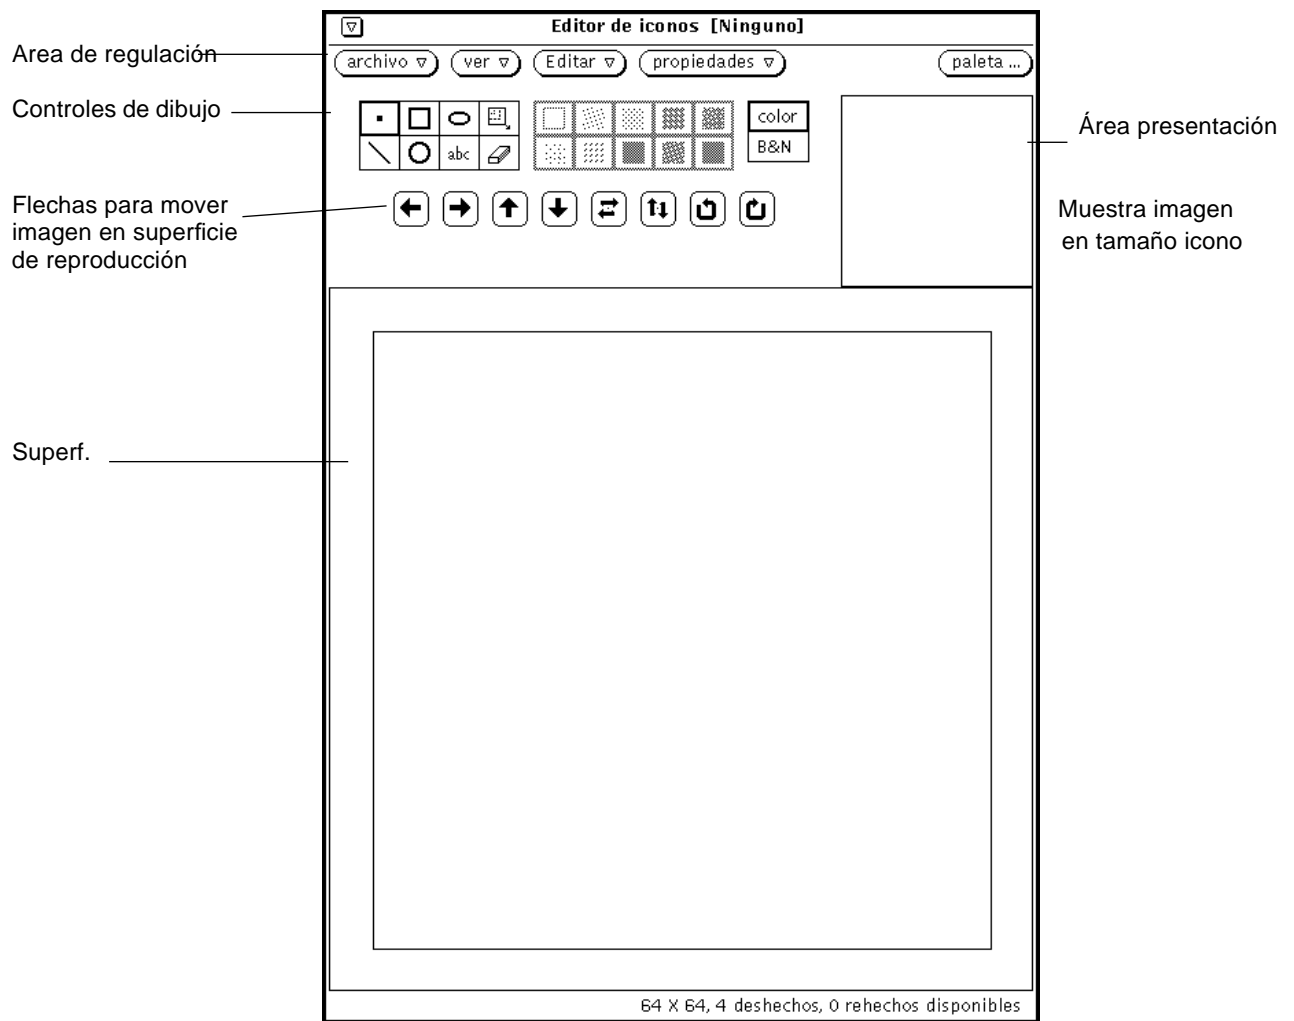 Editor de iconos [Ninguno]
Area de regulación
archivo ver Editar propiedades paleta ...
Controles de dibujo
color
B&N
abc
Área presentación
Flechas para mover
imagen en superficie
de reproducción
Muestra imagen
en tamaño icono
Superf.
64 X 64, 4 deshechos, 0 rehechos disponibles